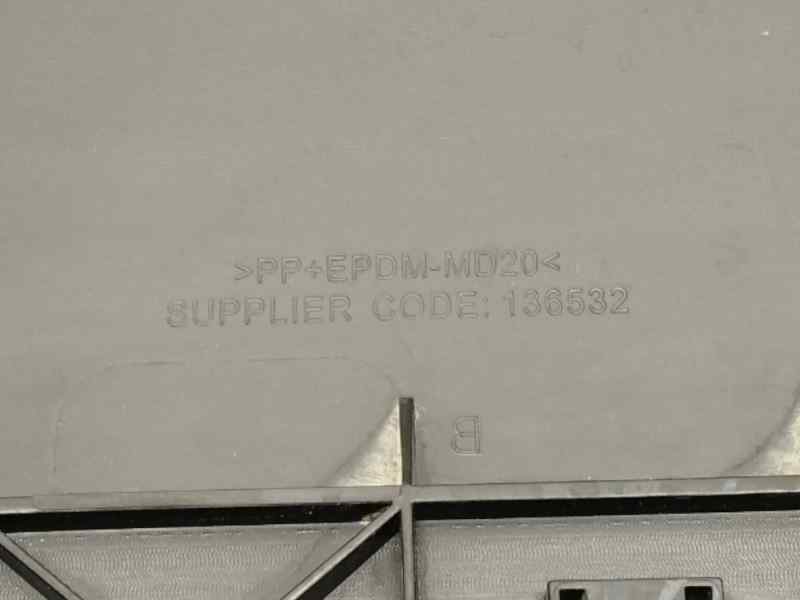 >PP+EPDM-MD20<
SUPPLIER CODE: 136532
B